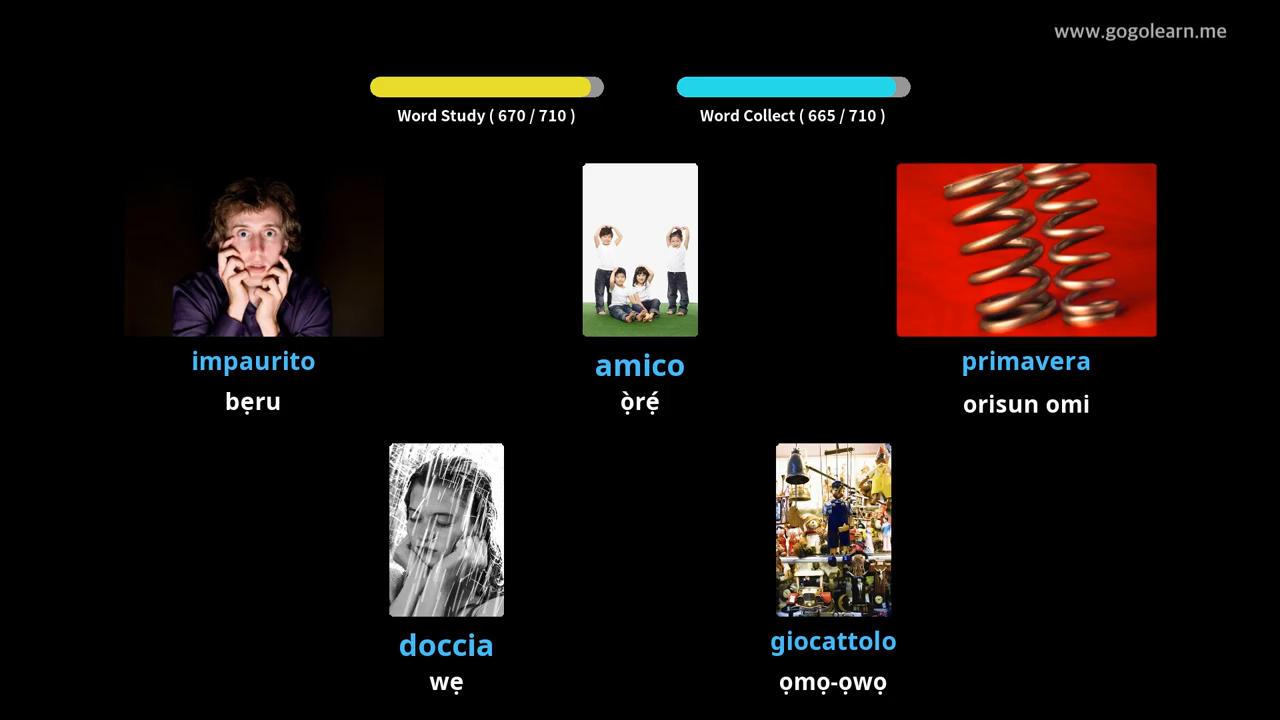 www.gogolearn.me
Word Study ( 670 / 710 )
Word Collect ( 665 / 710 )
impaurito
bẹru
amico
ọ̀rẹ́
primavera
orisun omi
doccia
wẹ
giocattolo
ọmọ-ọwọ